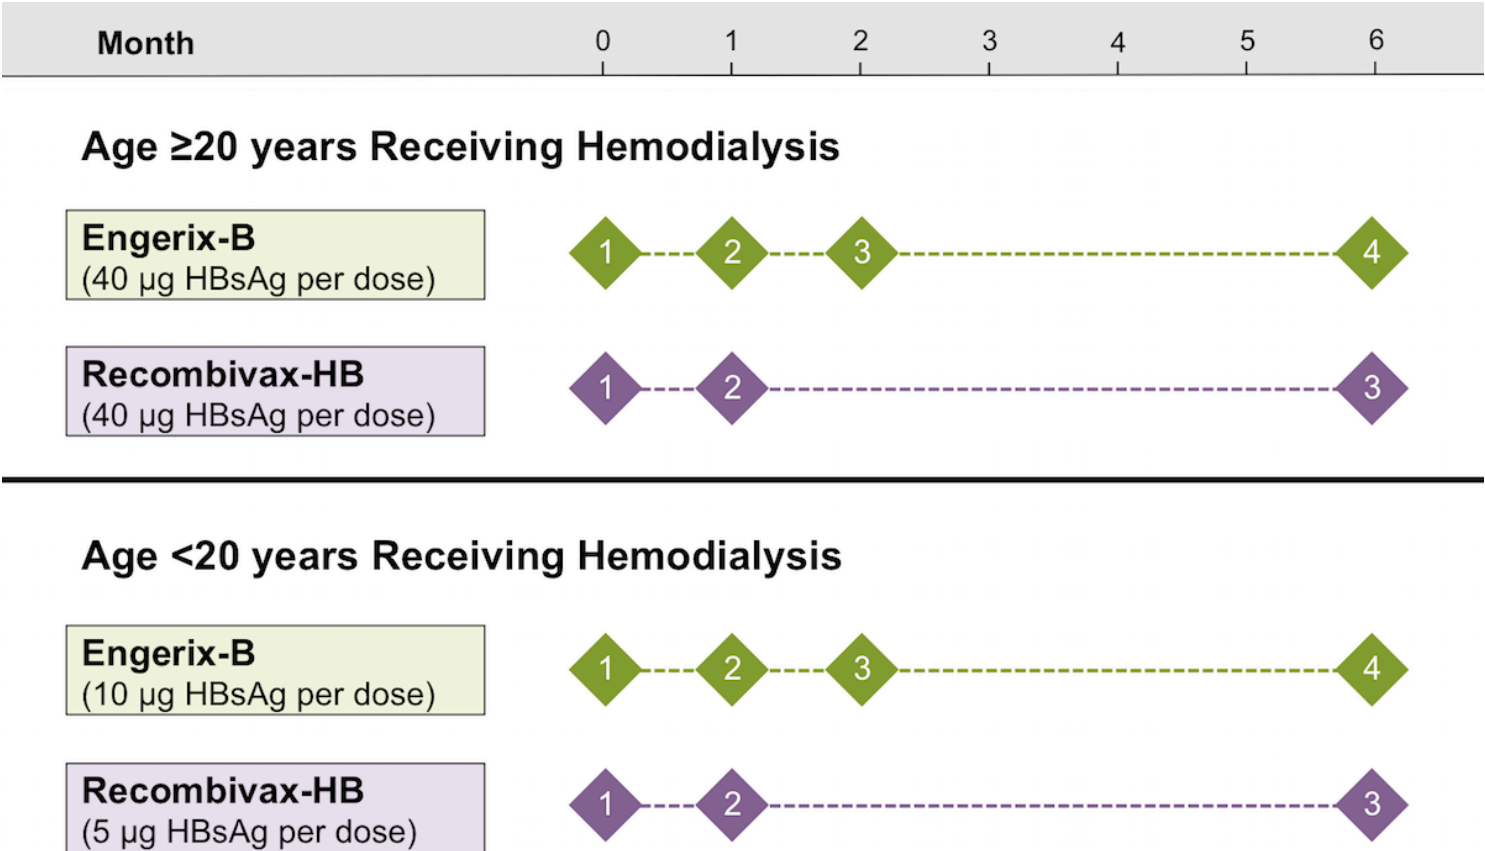 Month 0 1 2 3 4 5 6
Age ≥20 years Receiving Hemodialysis
Engerix-B
(40 µg HBsAg per dose)
1 2 3 4
Recombivax-HB
(40 µg HBsAg per dose)
1 2 3
Age <20 years Receiving Hemodialysis
Engerix-B
(10 µg HBsAg per dose)
1 2 3 4
Recombivax-HB
(5 µg HBsAg per dose)
1 2 3